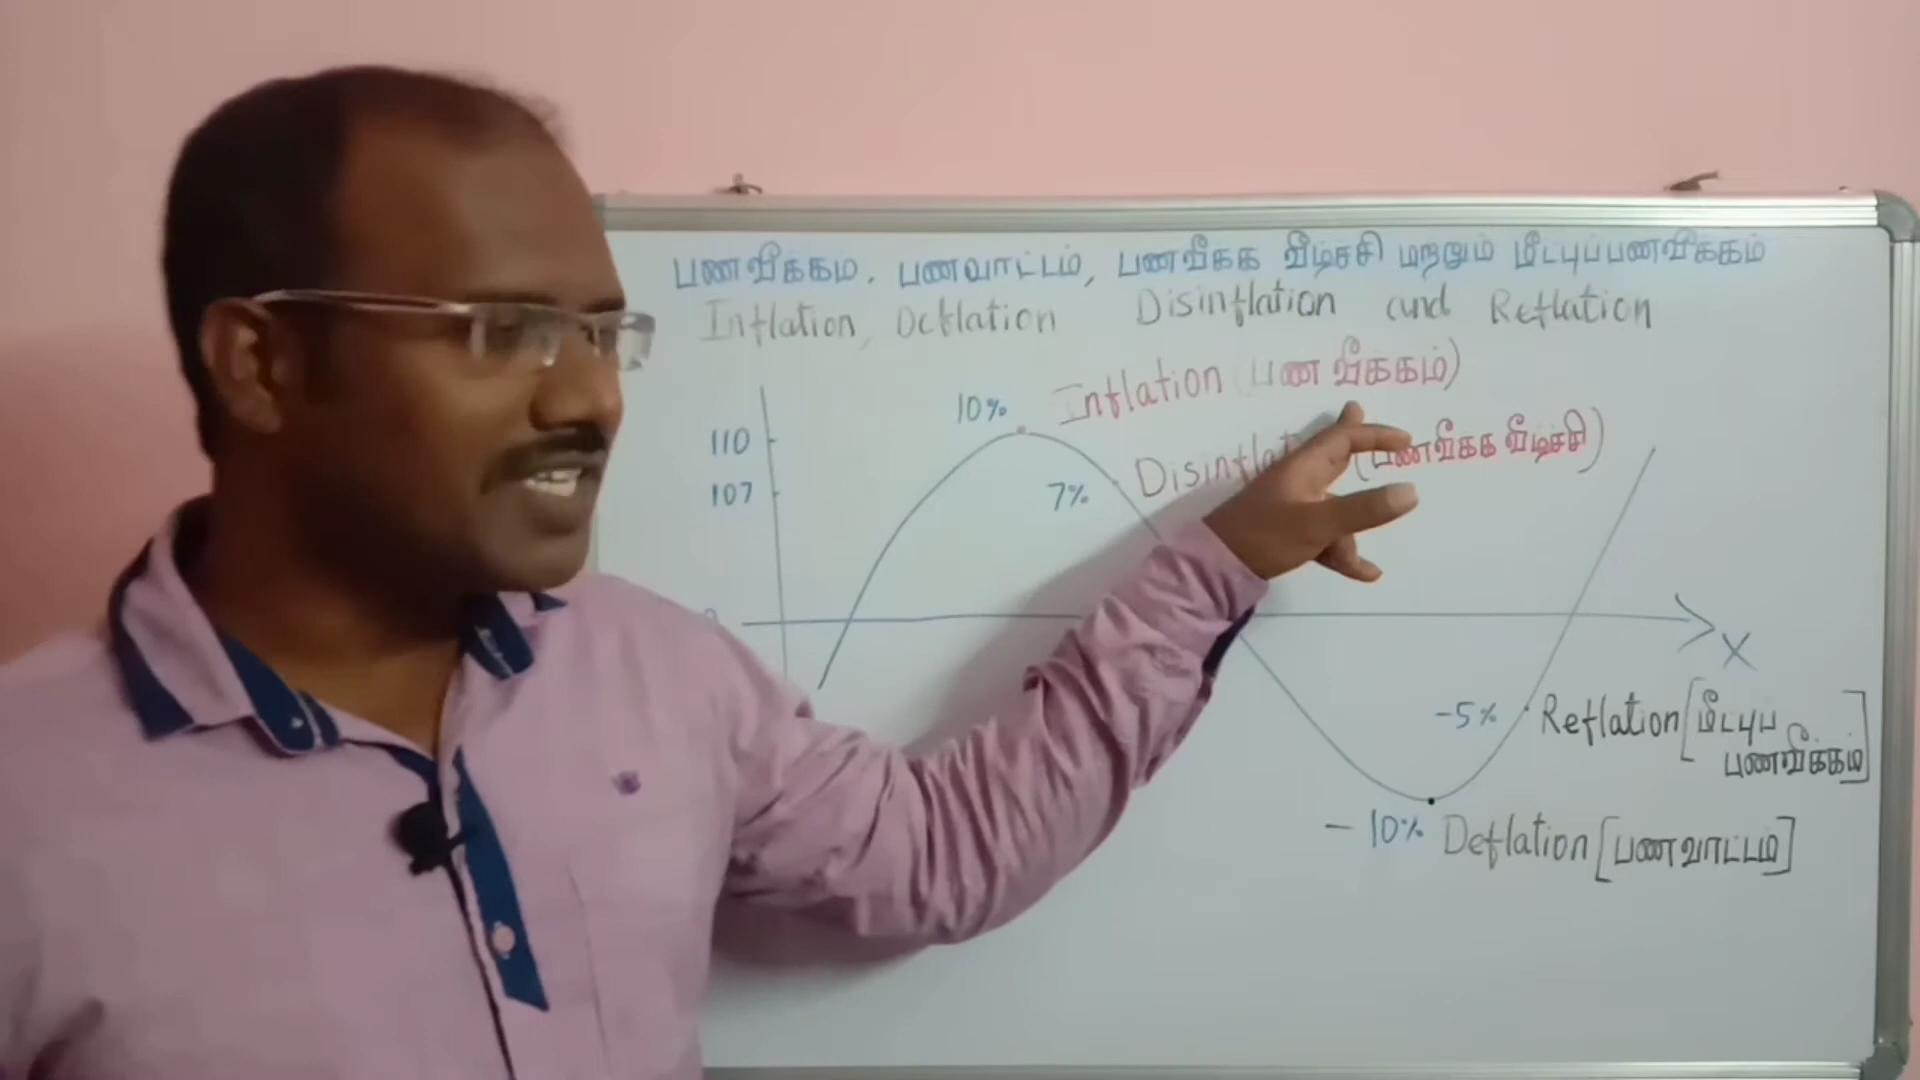 பணவீக்கம், பணவாட்டம், பணவீக்க வீழ்ச்சி மற்றும் மீட்புப்பணவீக்கம்
Inflation, Deflation Disinflation and Reflation
Inflation (பண வீக்கம்)
10%
110
(பணவீக்க வீழ்ச்சி)
107
7%
X
-5% Reflation [மீட்புப
பணவீக்கம்]
- 10% Deflation [பணவாட்டம்]